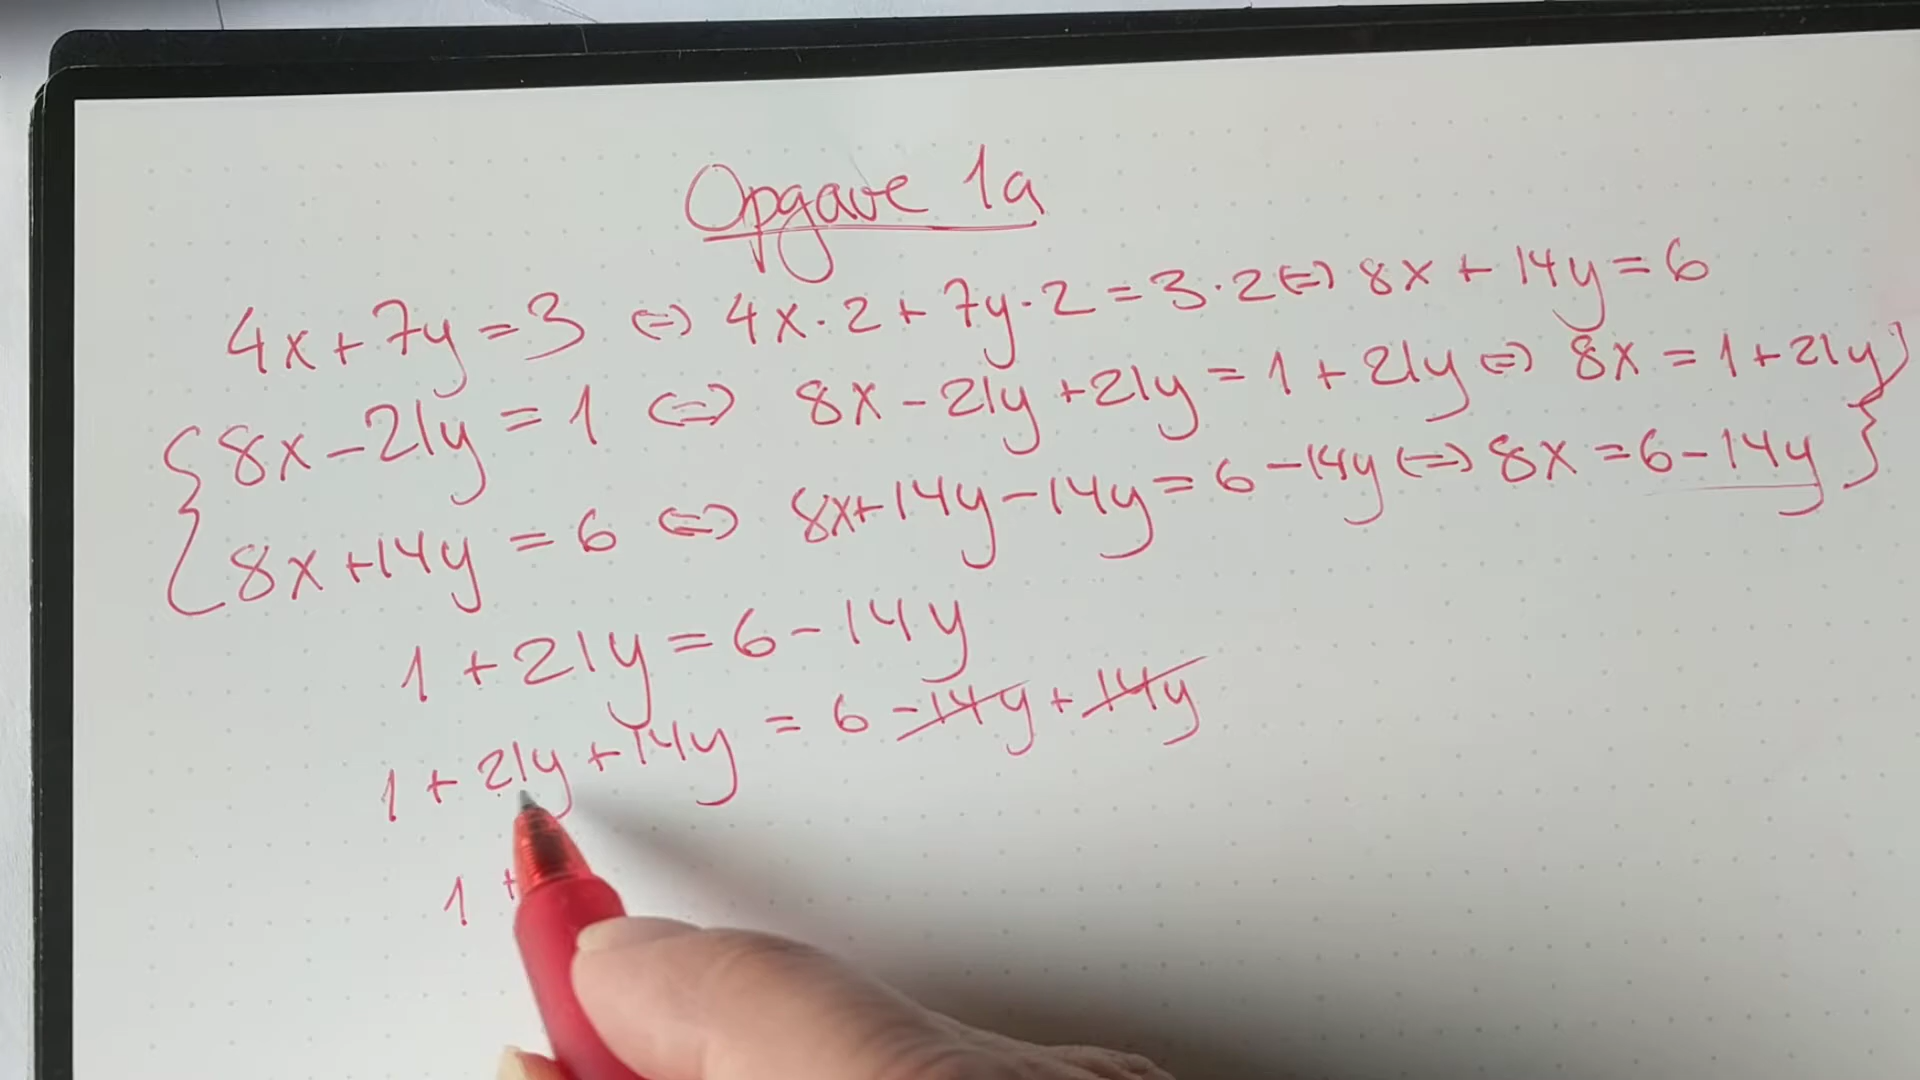 Opgave 1a
4x+7y=3 ⇔ 4x·2+7y·2=3·2 ⇔ 8x+14y=6
8x-21y=1 ⇔ 8x-21y+21y=1+21y ⇔ 8x=1+21y
8x+14y=6 ⇔ 8x+14y-14y=6-14y ⇔ 8x=6-14y
1+21y=6-14y
1+21y+14y=6-14y+14y
1+